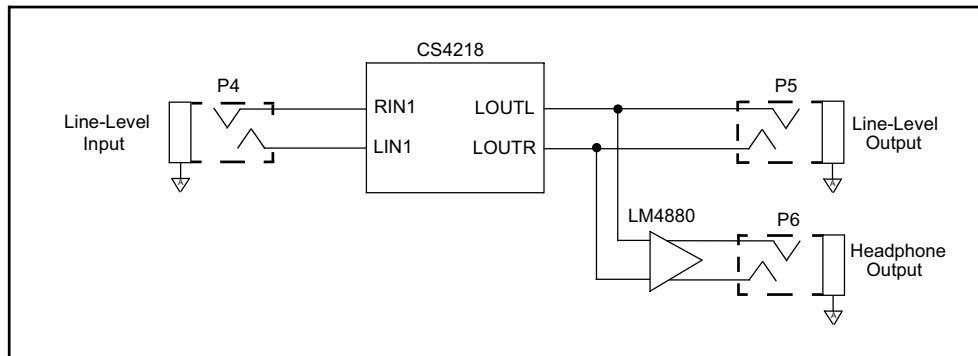 CS4218
P4
Line-Level
Input
RIN1
LIN1
LOUTL
LOUTR
P5
Line-Level
Output
LM4880
P6
Headphone
Output
A
A
A